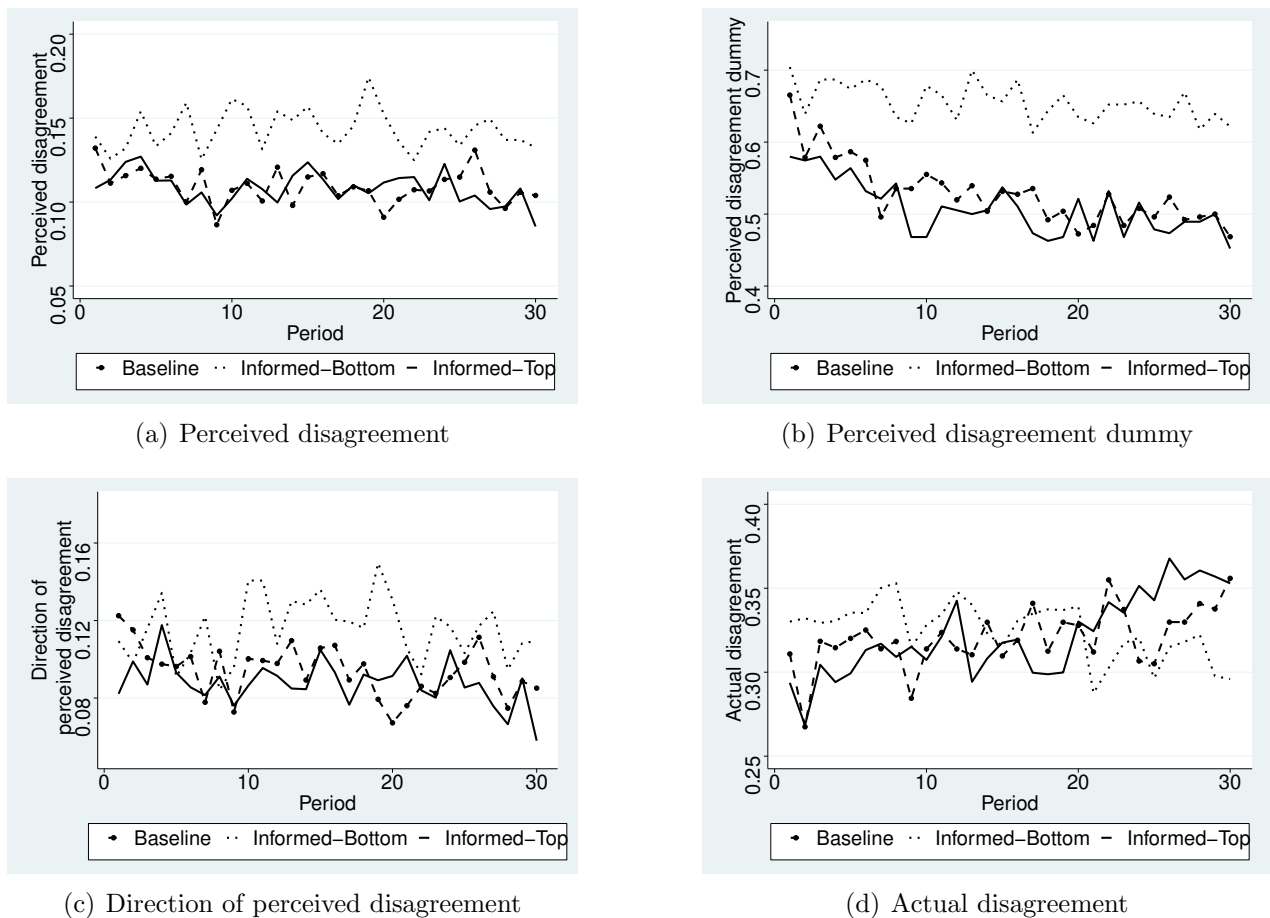 Perceived disagreement
0.05 0.10 0.15 0.20
0 10 20 30
Period
Baseline Informed−Bottom Informed−Top
(a) Perceived disagreement
Perceived disagreement dummy
0.4 0.5 0.6 0.7
0 10 20 30
Period
Baseline Informed−Bottom Informed−Top
(b) Perceived disagreement dummy
Direction of
perceived disagreement
0.08 0.12 0.16
0 10 20 30
Period
Baseline Informed−Bottom Informed−Top
(c) Direction of perceived disagreement
Actual disagreement
0.25 0.30 0.35 0.40
0 10 20 30
Period
Baseline Informed−Bottom Informed−Top
(d) Actual disagreement